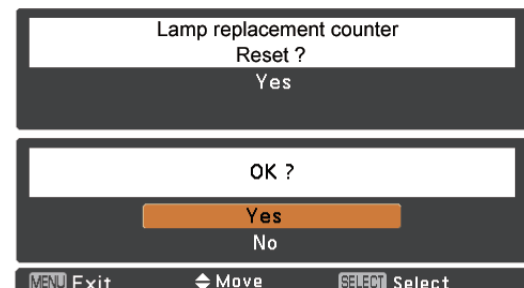 Lamp replacement counter
Reset ?
Yes
OK ?
Yes
No
MENU Exit Move SELECT Select